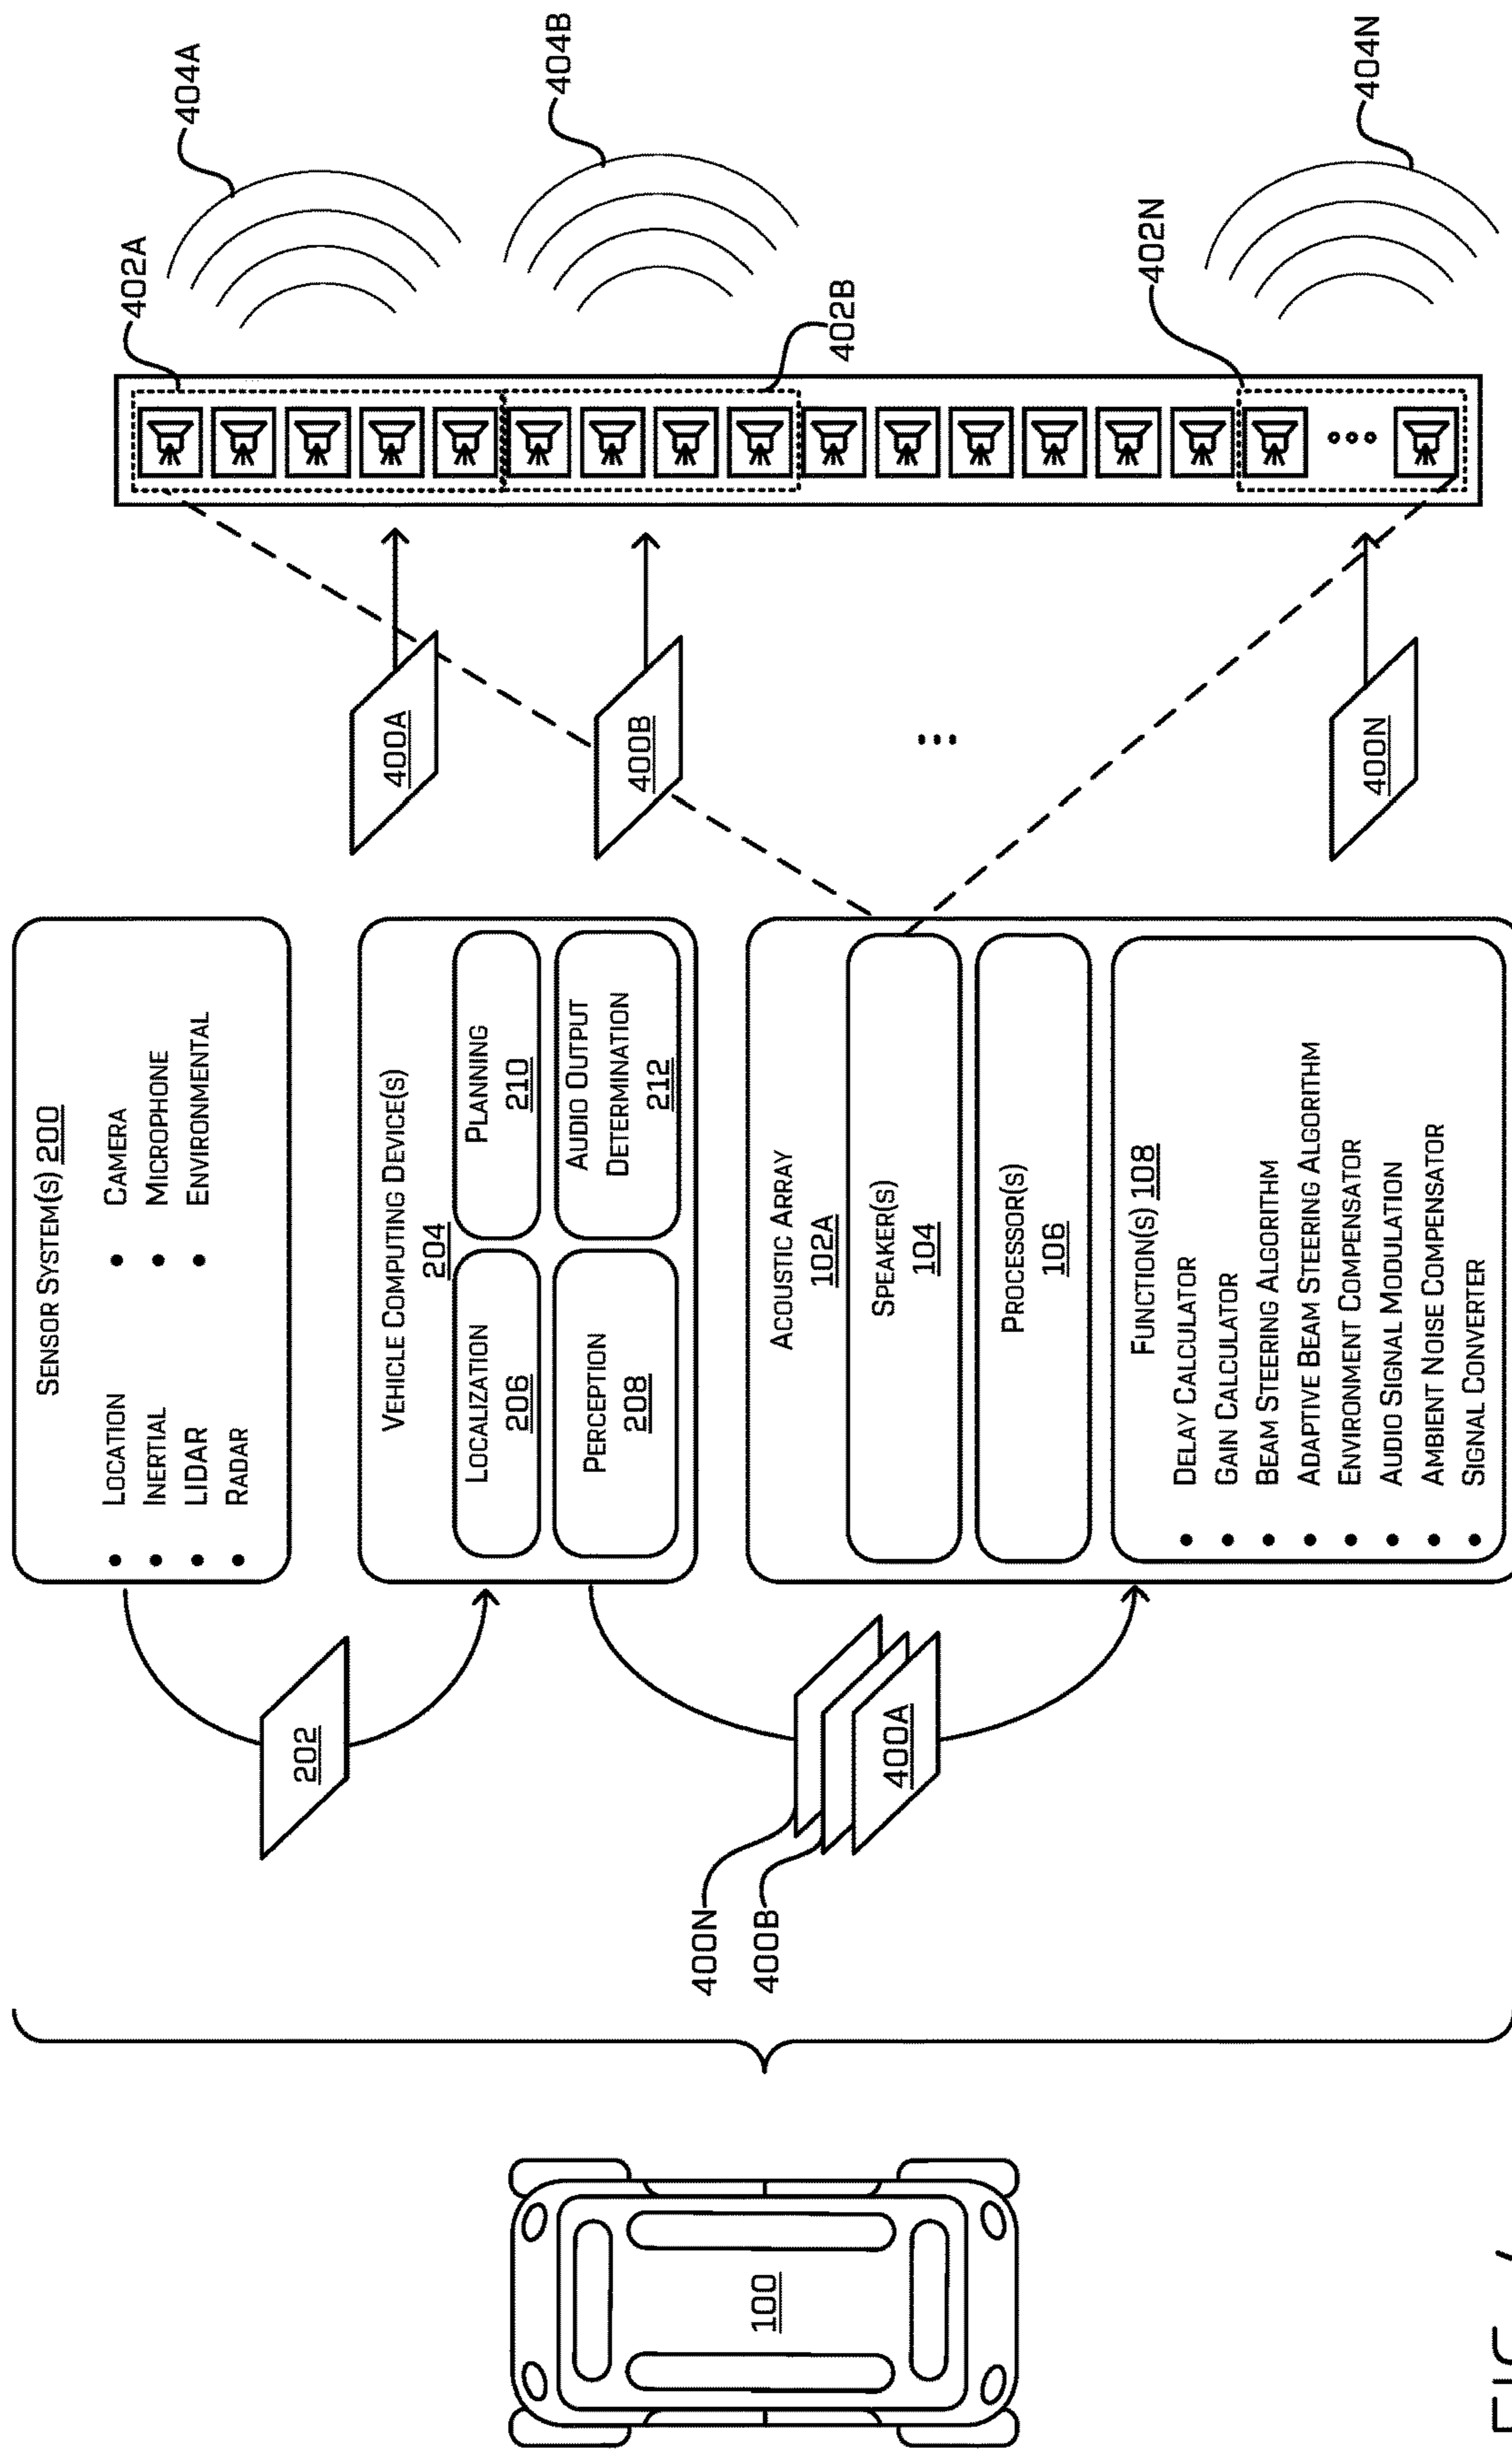 100
400N
400B
202
400A
SENSOR SYSTEM(S) 200
• LOCATION
• INERTIAL
• LIDAR
• RADAR
• CAMERA
• MICROPHONE
• ENVIRONMENTAL
VEHICLE COMPUTING DEVICE(S)
204
LOCALIZATION
206
PLANNING
210
PERCEPTION
208
AUDIO OUTPUT
DETERMINATION
212
ACOUSTIC ARRAY
102A
SPEAKER(S)
104
PROCESSOR(S)
106
FUNCTION(S) 108
• DELAY CALCULATOR
• GAIN CALCULATOR
• BEAM STEERING ALGORITHM
• ADAPTIVE BEAM STEERING ALGORITHM
• ENVIRONMENT COMPENSATOR
• AUDIO SIGNAL MODULATION
• AMBIENT NOISE COMPENSATOR
• SIGNAL CONVERTER
400A
400B
...
400N
402A
402B
402N
404A
404B
404N